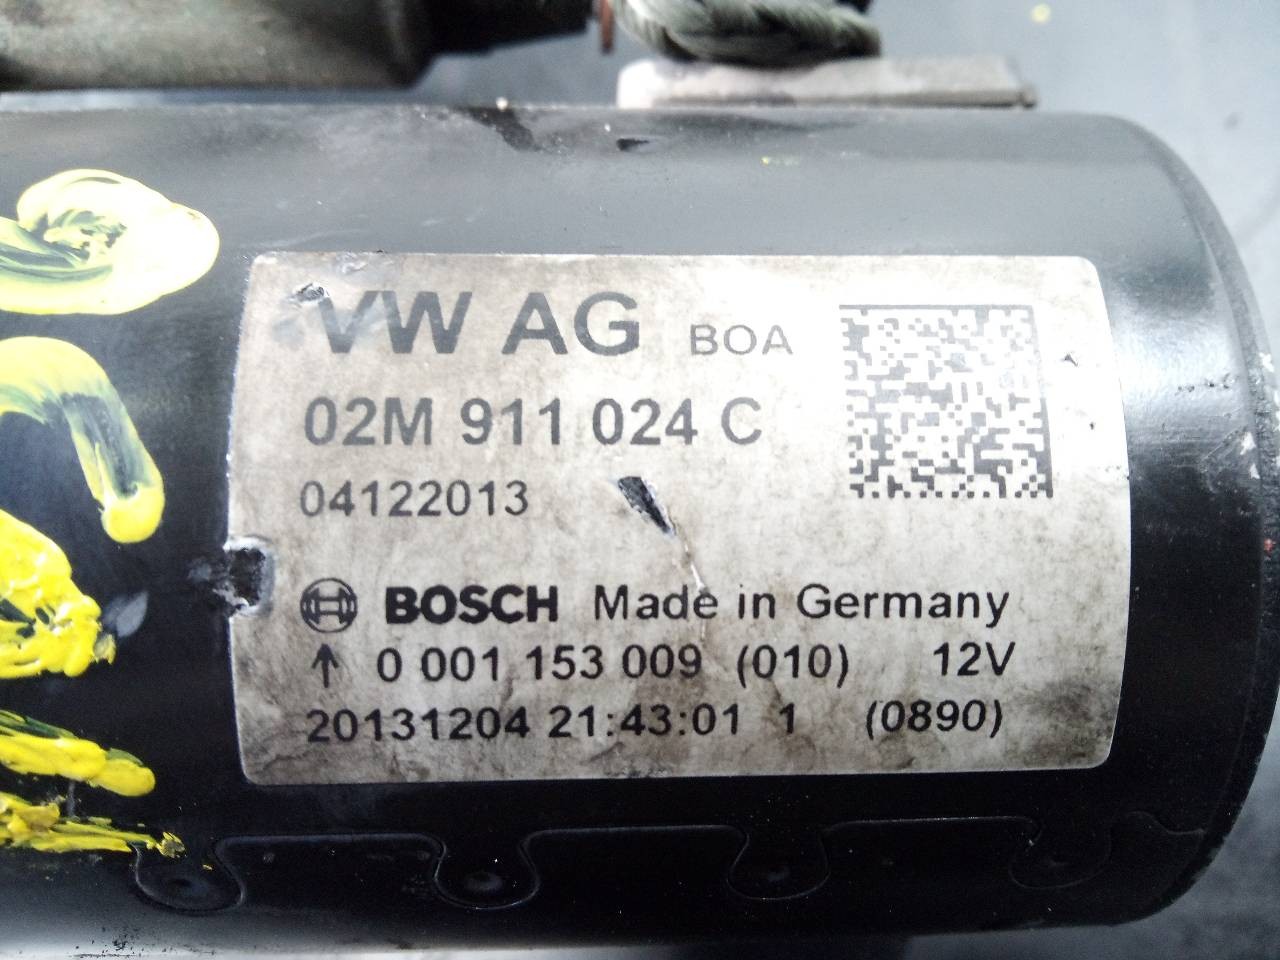 VW AG BOA
02M 911 024 C
04122013
BOSCH Made in Germany
↑ 0 001 153 009 (010) 12V
20131204 21:43:01 1 (0890)